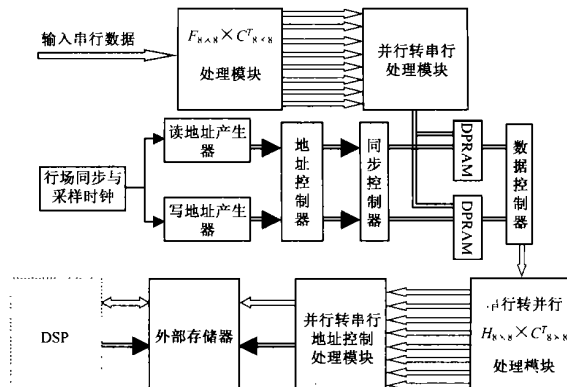 输入串行数据
F₈×₈ × Cᵀ₈×₈
处理模块
并行转串行
处理模块
行场同步与
采样时钟
读地址产生
器
写地址产生
器
地址控制器
同步控制器
DPRAM
DPRAM
数据控制器
DSP
外部存储器
并行转串行
地址控制
处理模块
串行转并行
H₈×₈ × Cᵀ₈×₈
处理模块